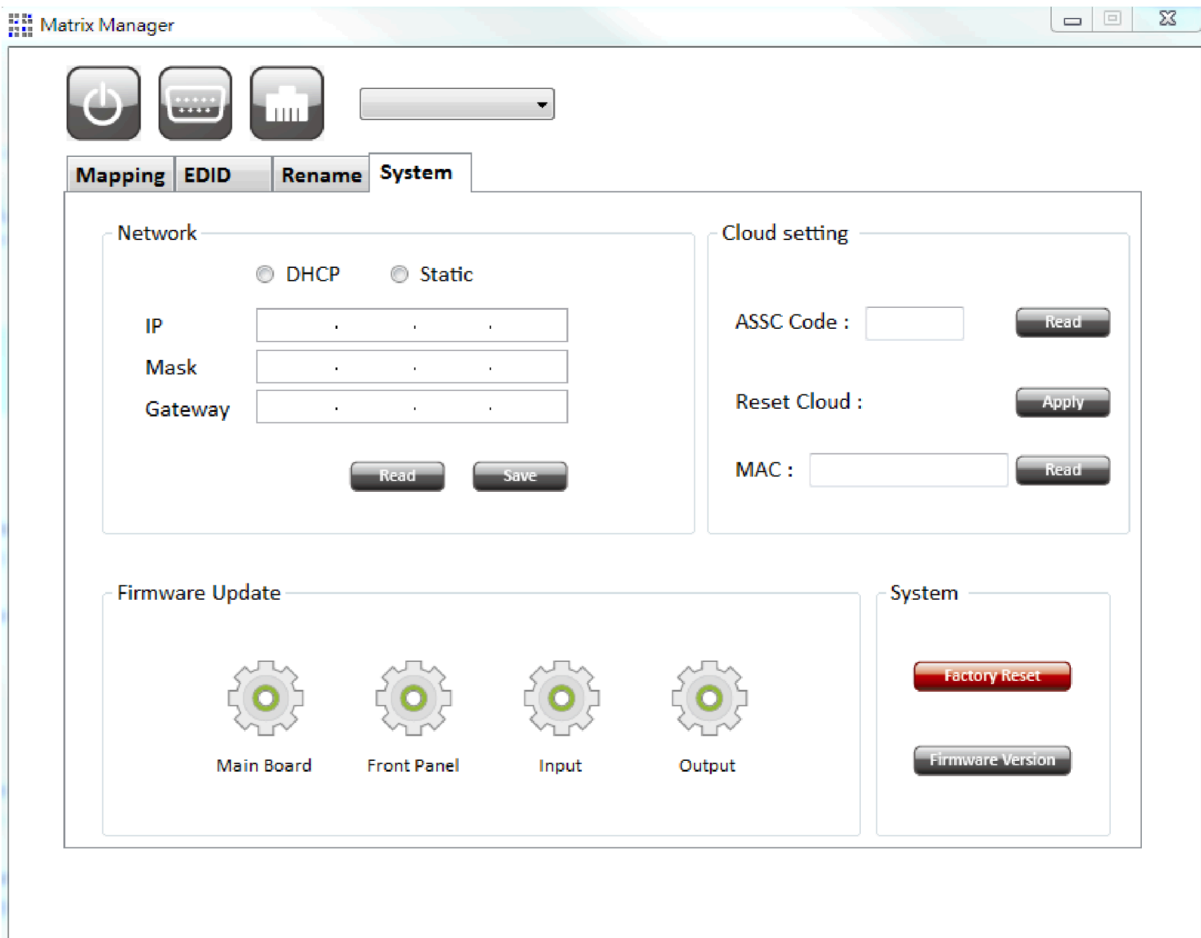 Matrix Manager
Mapping EDID Rename System
Network
DHCP Static
IP . . .
Mask . . .
Gateway . . .
Read Save
Cloud setting
ASSC Code : Read
Reset Cloud : Apply
MAC : Read
Firmware Update
Main Board Front Panel Input Output
System
Factory Reset
Firmware Version